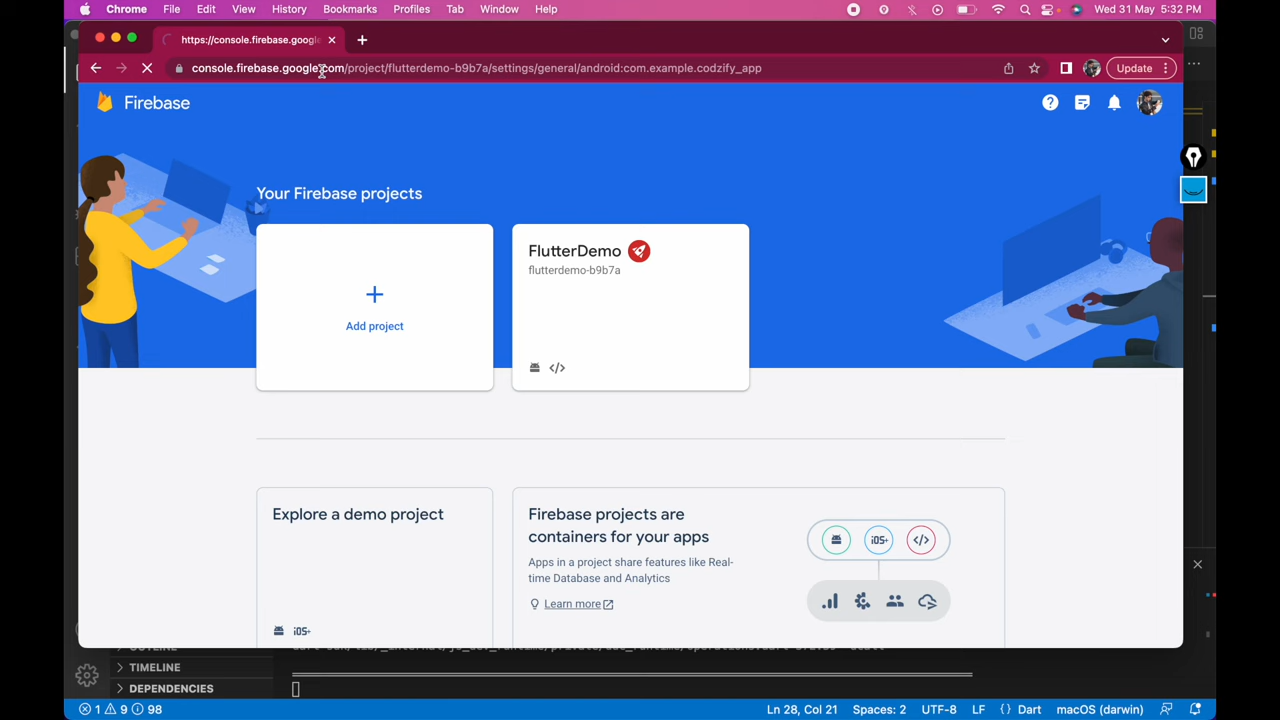 Chrome File Edit View History Bookmarks Profiles Tab Window Help Wed 31 May 5:32 PM
https://console.firebase.google
console.firebase.google.com/project/flutterdemo-b9b7a/settings/general/android:com.example.codzify_app Update
Firebase
Your Firebase projects
FlutterDemo
flutterdemo-b9b7a
Add project
Explore a demo project
Firebase projects are
containers for your apps
iOS+
Apps in a project share features like Real-
time Database and Analytics
Learn more
iOS+
TIMELINE
DEPENDENCIES
1 9 98 Ln 28, Col 21 Spaces: 2 UTF-8 LF {} Dart macOS (darwin)